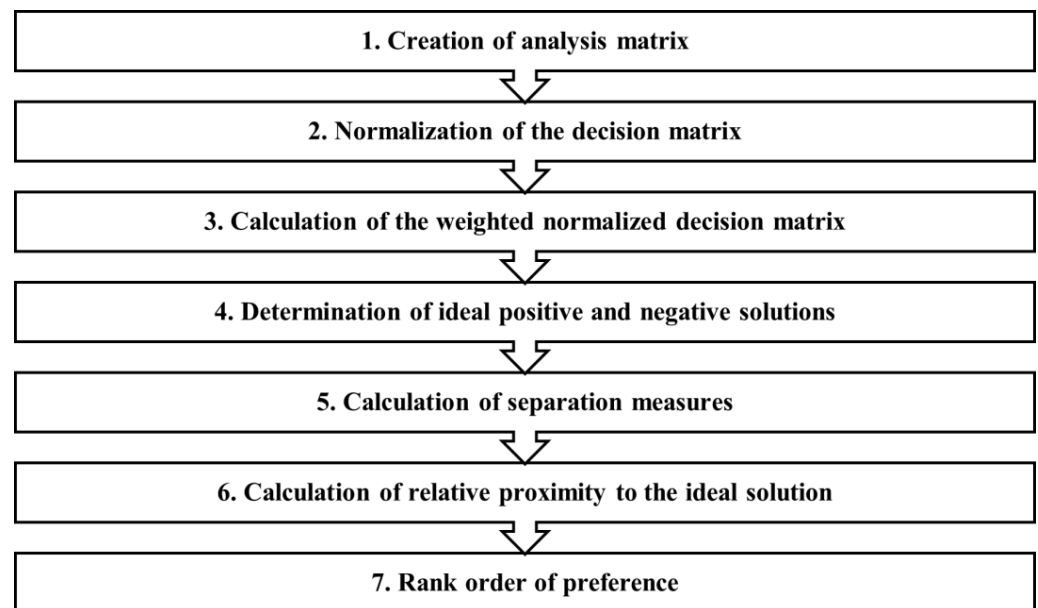 1. Creation of analysis matrix
2. Normalization of the decision matrix
3. Calculation of the weighted normalized decision matrix
4. Determination of ideal positive and negative solutions
5. Calculation of separation measures
6. Calculation of relative proximity to the ideal solution
7. Rank order of preference